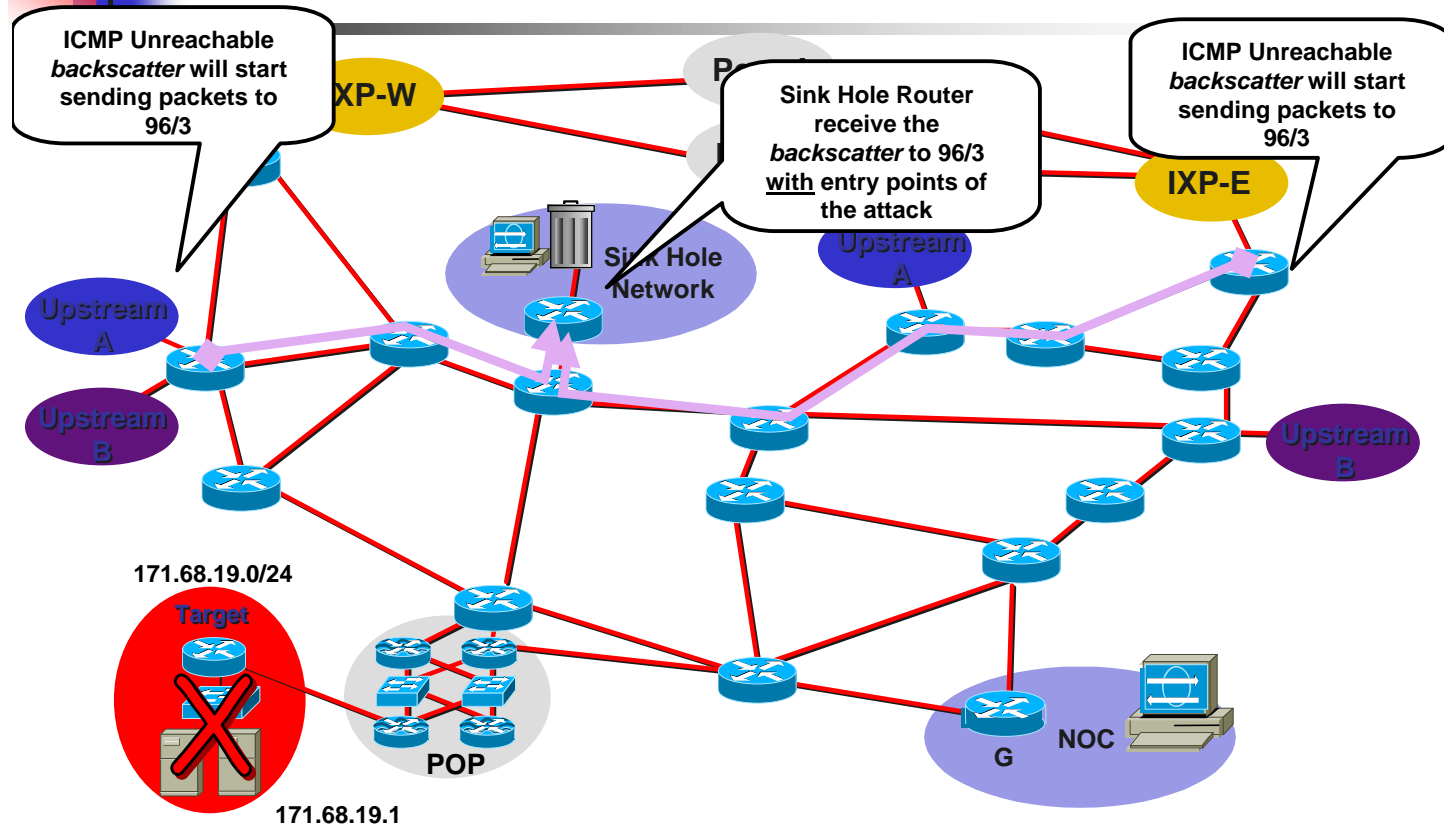 ICMP Unreachable
backscatter will start
sending packets to
96/3
Sink Hole Router
receive the
backscatter to 96/3
with entry points of
the attack
ICMP Unreachable
backscatter will start
sending packets to
96/3
IXP-E
Sink Hole
Network
Upstream
A
Upstream
A
Upstream
B
Upstream
B
171.68.19.0/24
Target
POP
G
NOC
171.68.19.1